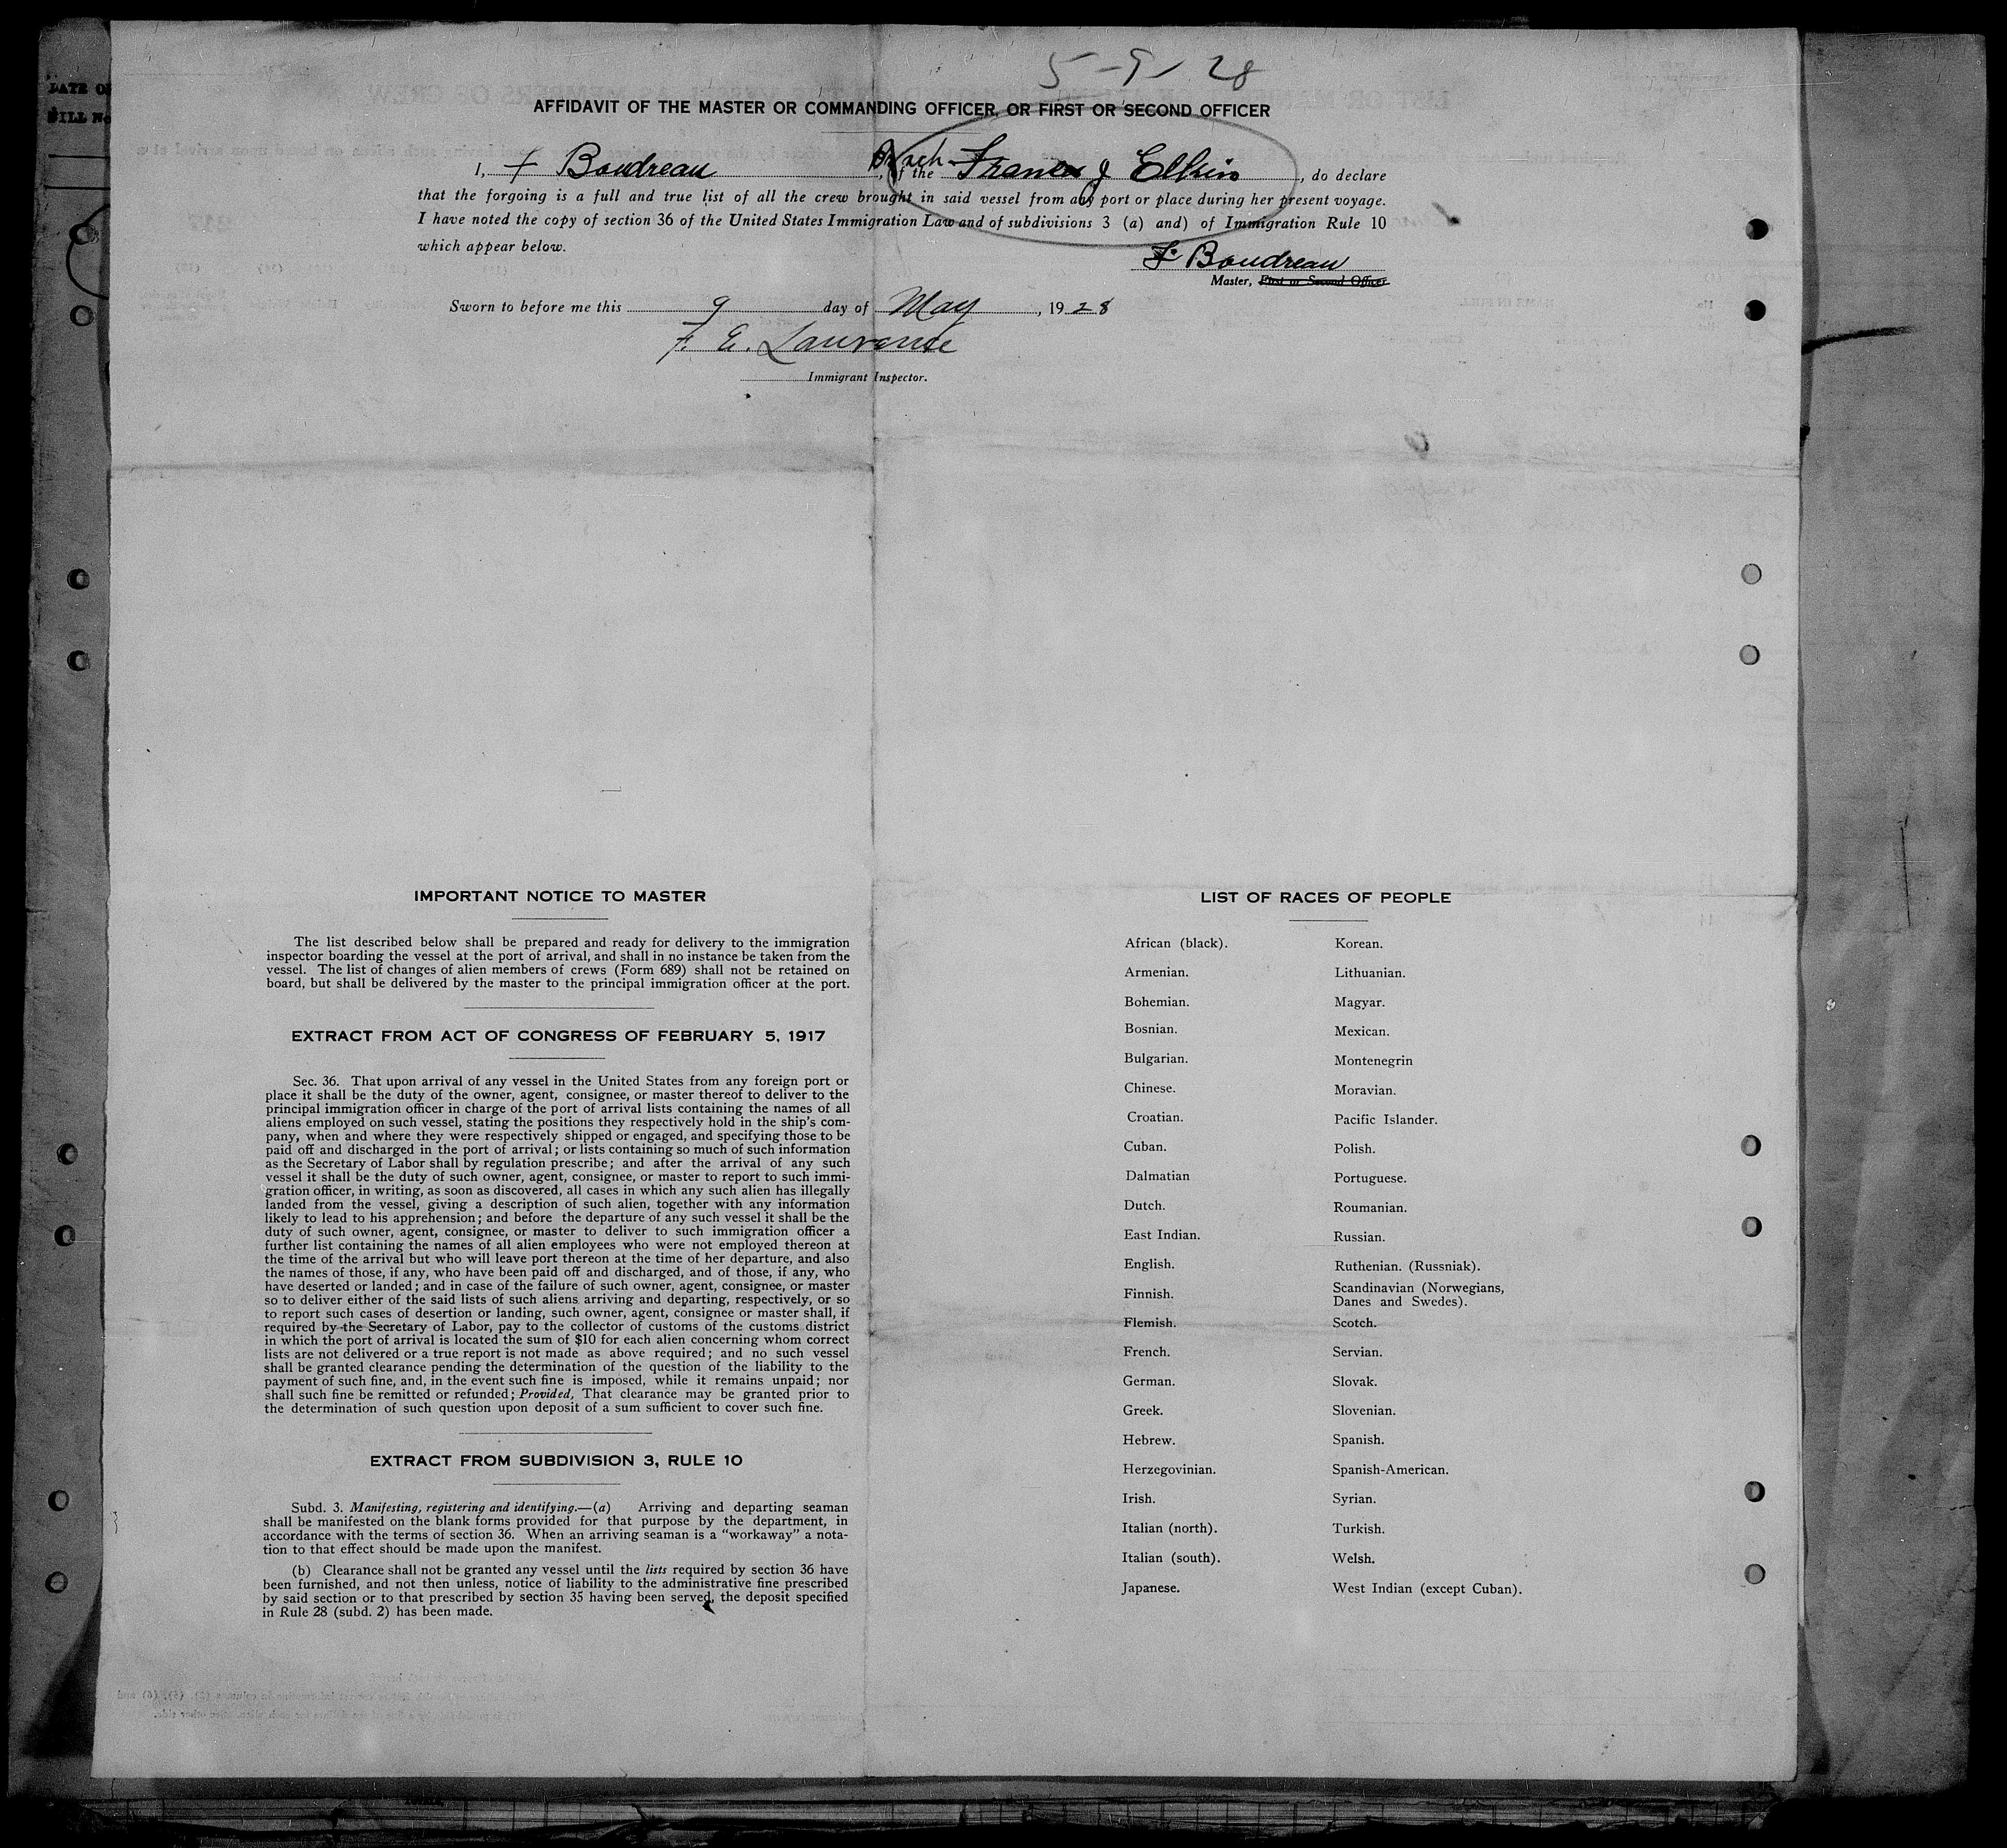 5-9-28
DATE OF
BILL No
AFFIDAVIT OF THE MASTER OR COMMANDING OFFICER, OR FIRST OR SECOND OFFICER
I, F Boudreau, of the Francis J Elkins, do declare
that the forgoing is a full and true list of all the crew brought in said vessel from any port or place during her present voyage.
I have noted the copy of section 36 of the United States Immigration Law and of subdivisions 3 (a) and) of Immigration Rule 10
which appear below.
F. Boudreau
Master, First or Second Officer
Sworn to before me this 9 day of May, 1928
F. E. Lawrence
Immigrant Inspector.
IMPORTANT NOTICE TO MASTER
The list described below shall be prepared and ready for delivery to the immigration
inspector boarding the vessel at the port of arrival, and shall in no instance be taken from the
vessel. The list of changes of alien members of crews (Form 689) shall not be retained on
board, but shall be delivered by the master to the principal immigration officer at the port.
EXTRACT FROM ACT OF CONGRESS OF FEBRUARY 5, 1917
Sec. 36. That upon arrival of any vessel in the United States from any foreign port or
place it shall be the duty of the owner, agent, consignee, or master thereof to deliver to the
principal immigration officer in charge of the port of arrival lists containing the names of all
aliens employed on such vessel, stating the positions they respectively hold in the ship's com-
pany, when and where they were respectively shipped or engaged, and specifying those to be
paid off and discharged in the port of arrival; or lists containing so much of such information
as the Secretary of Labor shall by regulation prescribe; and after the arrival of any such
vessel it shall be the duty of such owner, agent, consignee, or master to report to such immi-
gration officer, in writing, as soon as discovered, all cases in which any such alien has illegally
landed from the vessel, giving a description of such alien, together with any information
likely to lead to his apprehension; and before the departure of any such vessel it shall be the
duty of such owner, agent, consignee, or master to deliver to such immigration officer a
further list containing the names of all alien employees who were not employed thereon at
the time of the arrival but who will leave port thereon at the time of her departure, and also
the names of those, if any, who have been paid off and discharged, and of those, if any, who
have deserted or landed; and in case of the failure of such owner, agent, consignee, or master
so to deliver either of the said lists of such aliens arriving and departing, respectively, or so
to report such cases of desertion or landing, such owner, agent, consignee or master shall, if
required by the Secretary of Labor, pay to the collector of customs of the customs district
in which the port of arrival is located the sum of $10 for each alien concerning whom correct
lists are not delivered or a true report is not made as above required; and no such vessel
shall be granted clearance pending the determination of the question of the liability to the
payment of such fine, and, in the event such fine is imposed, while it remains unpaid; nor
shall such fine be remitted or refunded; Provided, That clearance may be granted prior to
the determination of such question upon deposit of a sum sufficient to cover such fine.
EXTRACT FROM SUBDIVISION 3, RULE 10
Subd. 3. Manifesting, registering and identifying.—(a) Arriving and departing seaman
shall be manifested on the blank forms provided for that purpose by the department, in
accordance with the terms of section 36. When an arriving seaman is a "workaway" a nota-
tion to that effect should be made upon the manifest.
(b) Clearance shall not be granted any vessel until the lists required by section 36 have
been furnished, and not then unless, notice of liability to the administrative fine prescribed
by said section or to that prescribed by section 35 having been served, the deposit specified
in Rule 28 (subd. 2) has been made.
LIST OF RACES OF PEOPLE
African (black).
Armenian.
Bohemian.
Bosnian.
Bulgarian.
Chinese.
Croatian.
Cuban.
Dalmatian
Dutch.
East Indian.
English.
Finnish.
Flemish.
French.
German.
Greek.
Hebrew.
Herzegovinian.
Irish.
Italian (north).
Italian (south).
Japanese.
Korean.
Lithuanian.
Magyar.
Mexican.
Montenegrin
Moravian.
Pacific Islander.
Polish.
Portuguese.
Roumanian.
Russian.
Ruthenian. (Russniak).
Scandinavian (Norwegians,
Danes and Swedes).
Scotch.
Servian.
Slovak.
Slovenian.
Spanish.
Spanish-American.
Syrian.
Turkish.
Welsh.
West Indian (except Cuban).